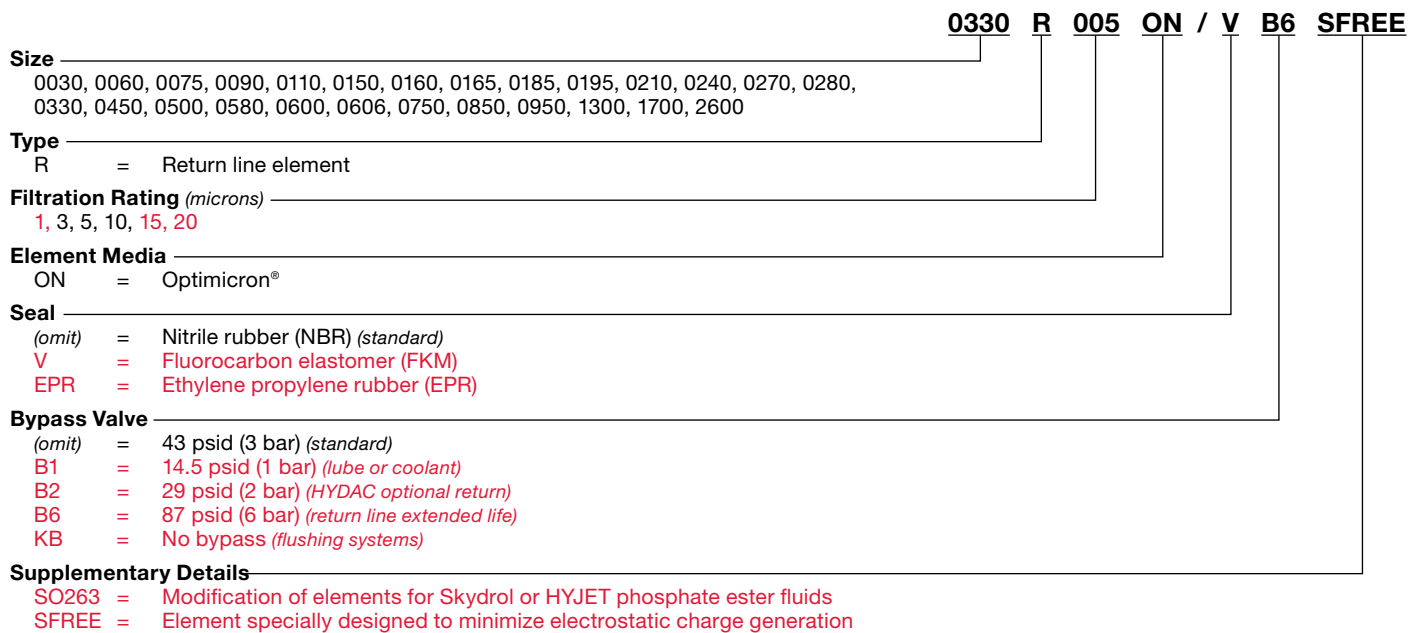 0330 R 005 ON / V B6 SFREE
Size
0030, 0060, 0075, 0090, 0110, 0150, 0160, 0165, 0185, 0195, 0210, 0240, 0270, 0280,
0330, 0450, 0500, 0580, 0600, 0606, 0750, 0850, 0950, 1300, 1700, 2600
Type
R = Return line element
Filtration Rating (microns)
1, 3, 5, 10, 15, 20
Element Media
ON = Optimicron®
Seal
(omit) = Nitrile rubber (NBR) (standard)
V = Fluorocarbon elastomer (FKM)
EPR = Ethylene propylene rubber (EPR)
Bypass Valve
(omit) = 43 psid (3 bar) (standard)
B1 = 14.5 psid (1 bar) (lube or coolant)
B2 = 29 psid (2 bar) (HYDAC optional return)
B6 = 87 psid (6 bar) (return line extended life)
KB = No bypass (flushing systems)
Supplementary Details
SO263 = Modification of elements for Skydrol or HYJET phosphate ester fluids
SFREE = Element specially designed to minimize electrostatic charge generation